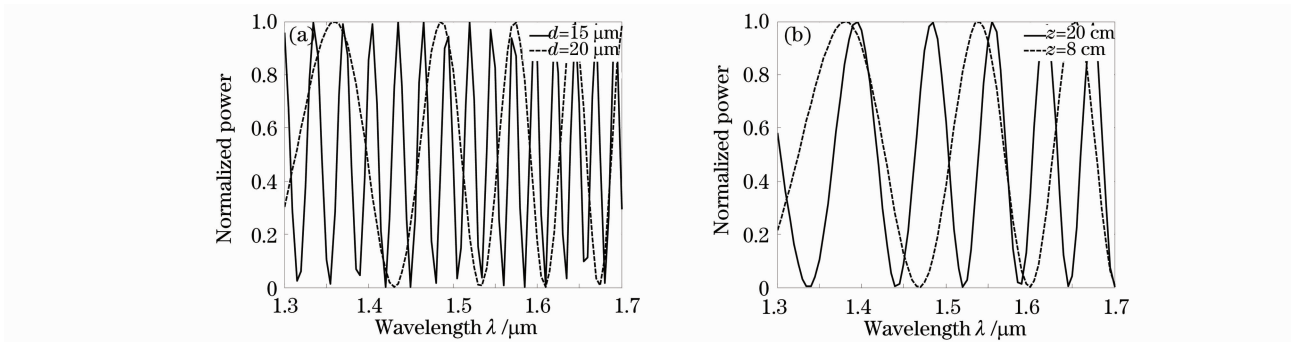 (a)
d=15 μm
d=20 μm
Normalized power
1.0
0.8
0.6
0.4
0.2
0
1.3 1.4 1.5 1.6 1.7
Wavelength λ /μm
(b)
z=20 cm
z=8 cm
Normalized power
1.0
0.8
0.6
0.4
0.2
0
1.3 1.4 1.5 1.6 1.7
Wavelength λ /μm